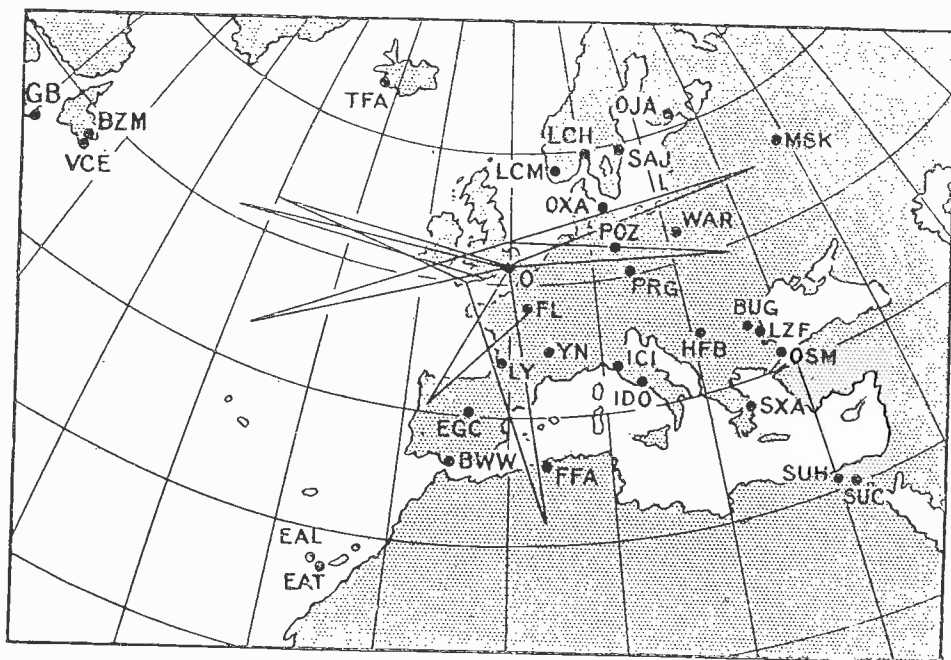 TFA
OJA
GB
BZM
VCE
LCH
SAJ
MSK
LCM
OXA
POZ
WAR
O
PRG
FL
BUG
LZF
HFB
OSM
YN
LY
ICI
IDO
SXA
EGC
BWW
FFA
SUH
SUC
EAL
EAT